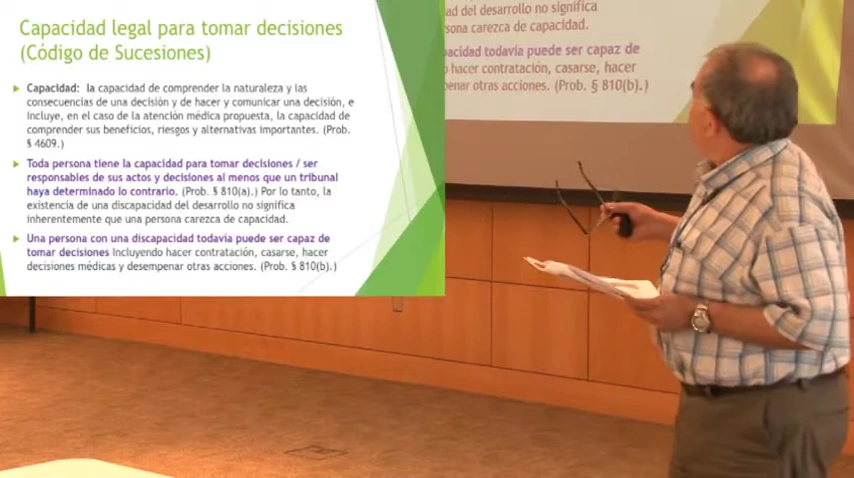 Capacidad legal para tomar decisiones
(Código de Sucesiones)
Capacidad: la capacidad de comprender la naturaleza y las
consecuencias de una decisión y de hacer y comunicar una decisión, e
incluye, en el caso de la atención médica propuesta, la capacidad de
comprender sus beneficios, riesgos y alternativas importantes. (Prob.
§ 4609.)
Toda persona tiene la capacidad para tomar decisiones / ser
responsables de sus actos y decisiones al menos que un tribunal
haya determinado lo contrario. (Prob. § 810(a).) Por lo tanto, la
existencia de una discapacidad del desarrollo no significa
inherentemente que una persona carezca de capacidad.
Una persona con una discapacidad todavía puede ser capaz de
tomar decisiones incluyendo hacer contratación, casarse, hacer
decisiones médicas y desempenar otras acciones. (Prob. § 810(b).)
ad del desarrollo no significa
sona carezca de capacidad.
pacidad todavía puede ser capaz de
hacer contratación, casarse, hacer
penar otras acciones. (Prob. § 810(b).)